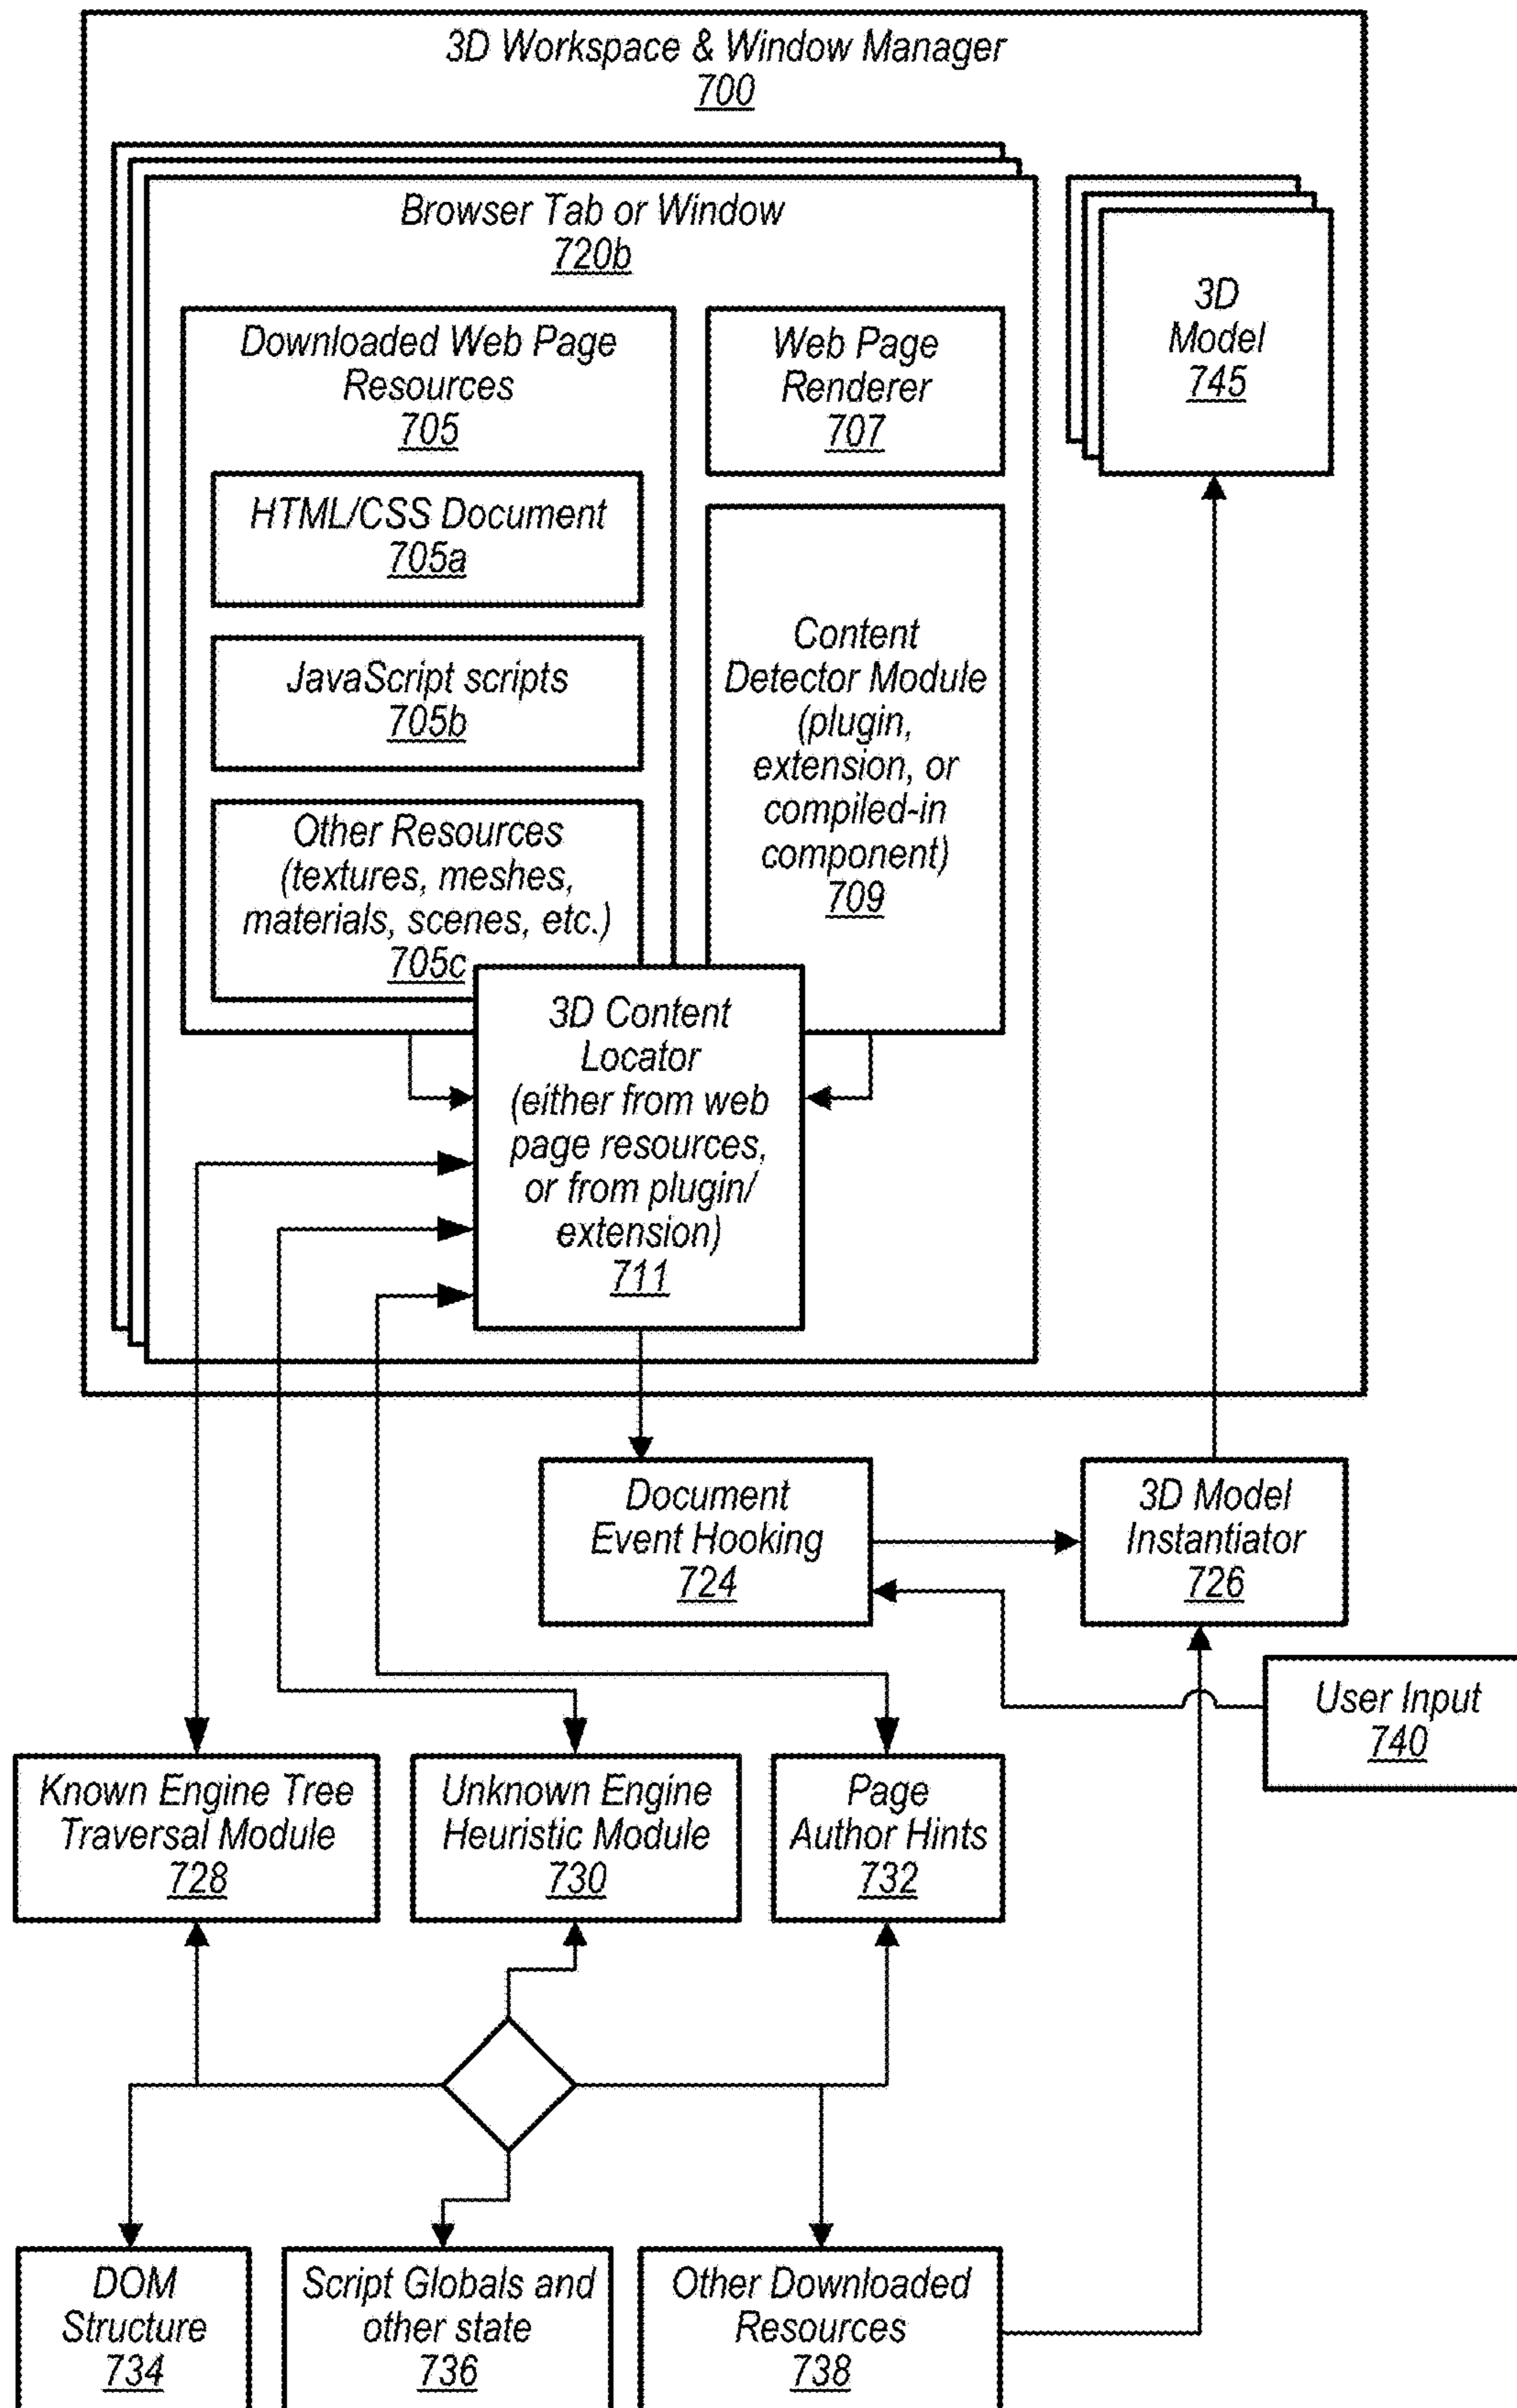 3D Workspace & Window Manager
700
Browser Tab or Window
720b
Downloaded Web Page
Resources
705
HTML/CSS Document
705a
JavaScript scripts
705b
Other Resources
(textures, meshes,
materials, scenes, etc.)
705c
Web Page
Renderer
707
Content
Detector Module
(plugin,
extension, or
compiled-in
component)
709
3D
Model
745
3D Content
Locator
(either from web
page resources,
or from plugin/
extension)
711
Document
Event Hooking
724
3D Model
Instantiator
726
User Input
740
Known Engine Tree
Traversal Module
728
Unknown Engine
Heuristic Module
730
Page
Author Hints
732
DOM
Structure
734
Script Globals and
other state
736
Other Downloaded
Resources
738